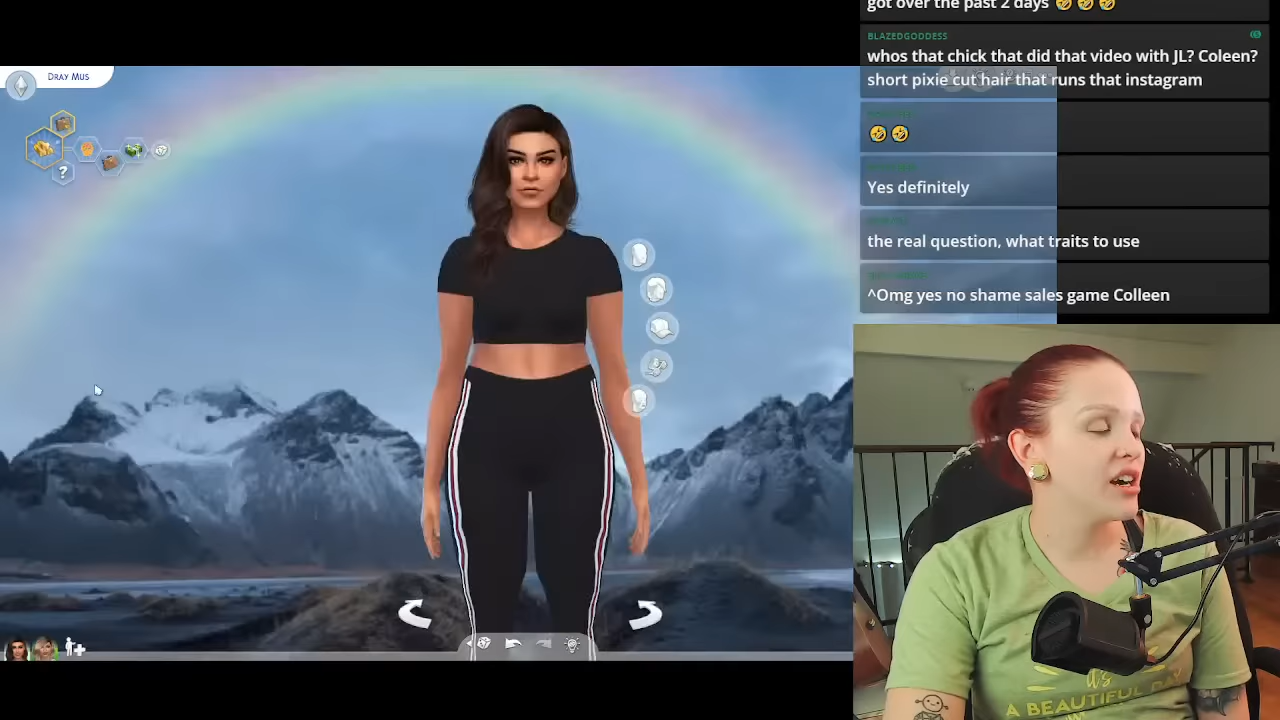 Dray Mus
?
got over the past 2 days 🤣🤣🤣
BLAZEDGODDESS
whos that chick that did that video with JL? Coleen?
short pixie cut hair that runs that instagram
🤣🤣
Yes definitely
the real question, what traits to use
^Omg yes no shame sales game Colleen
A BEAUTIFUL DAY